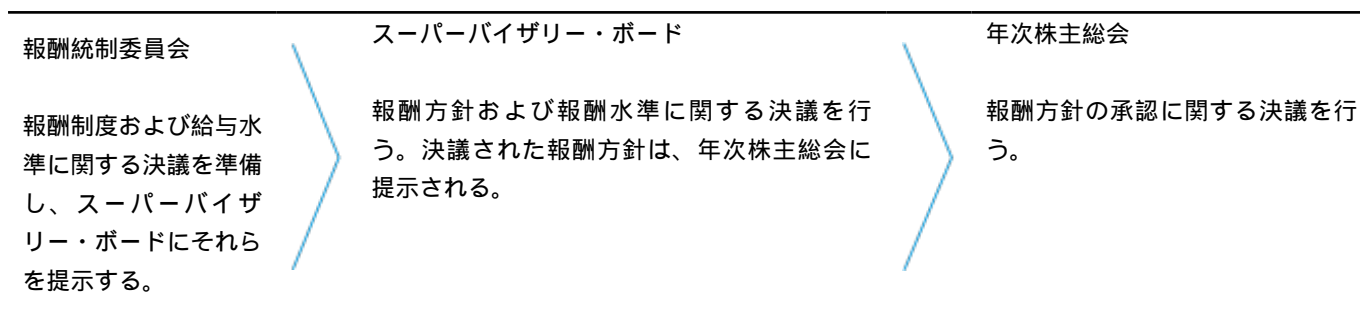 報酬統制委員会
報酬制度および給与水
準に関する決議を準備
し、スーパーバイザ
リー・ボードにそれら
を提示する。
スーパーバイザリー・ボード
報酬方針および報酬水準に関する決議を行
う。決議された報酬方針は、年次株主総会に
提示される。
年次株主総会
報酬方針の承認に関する決議を行
う。